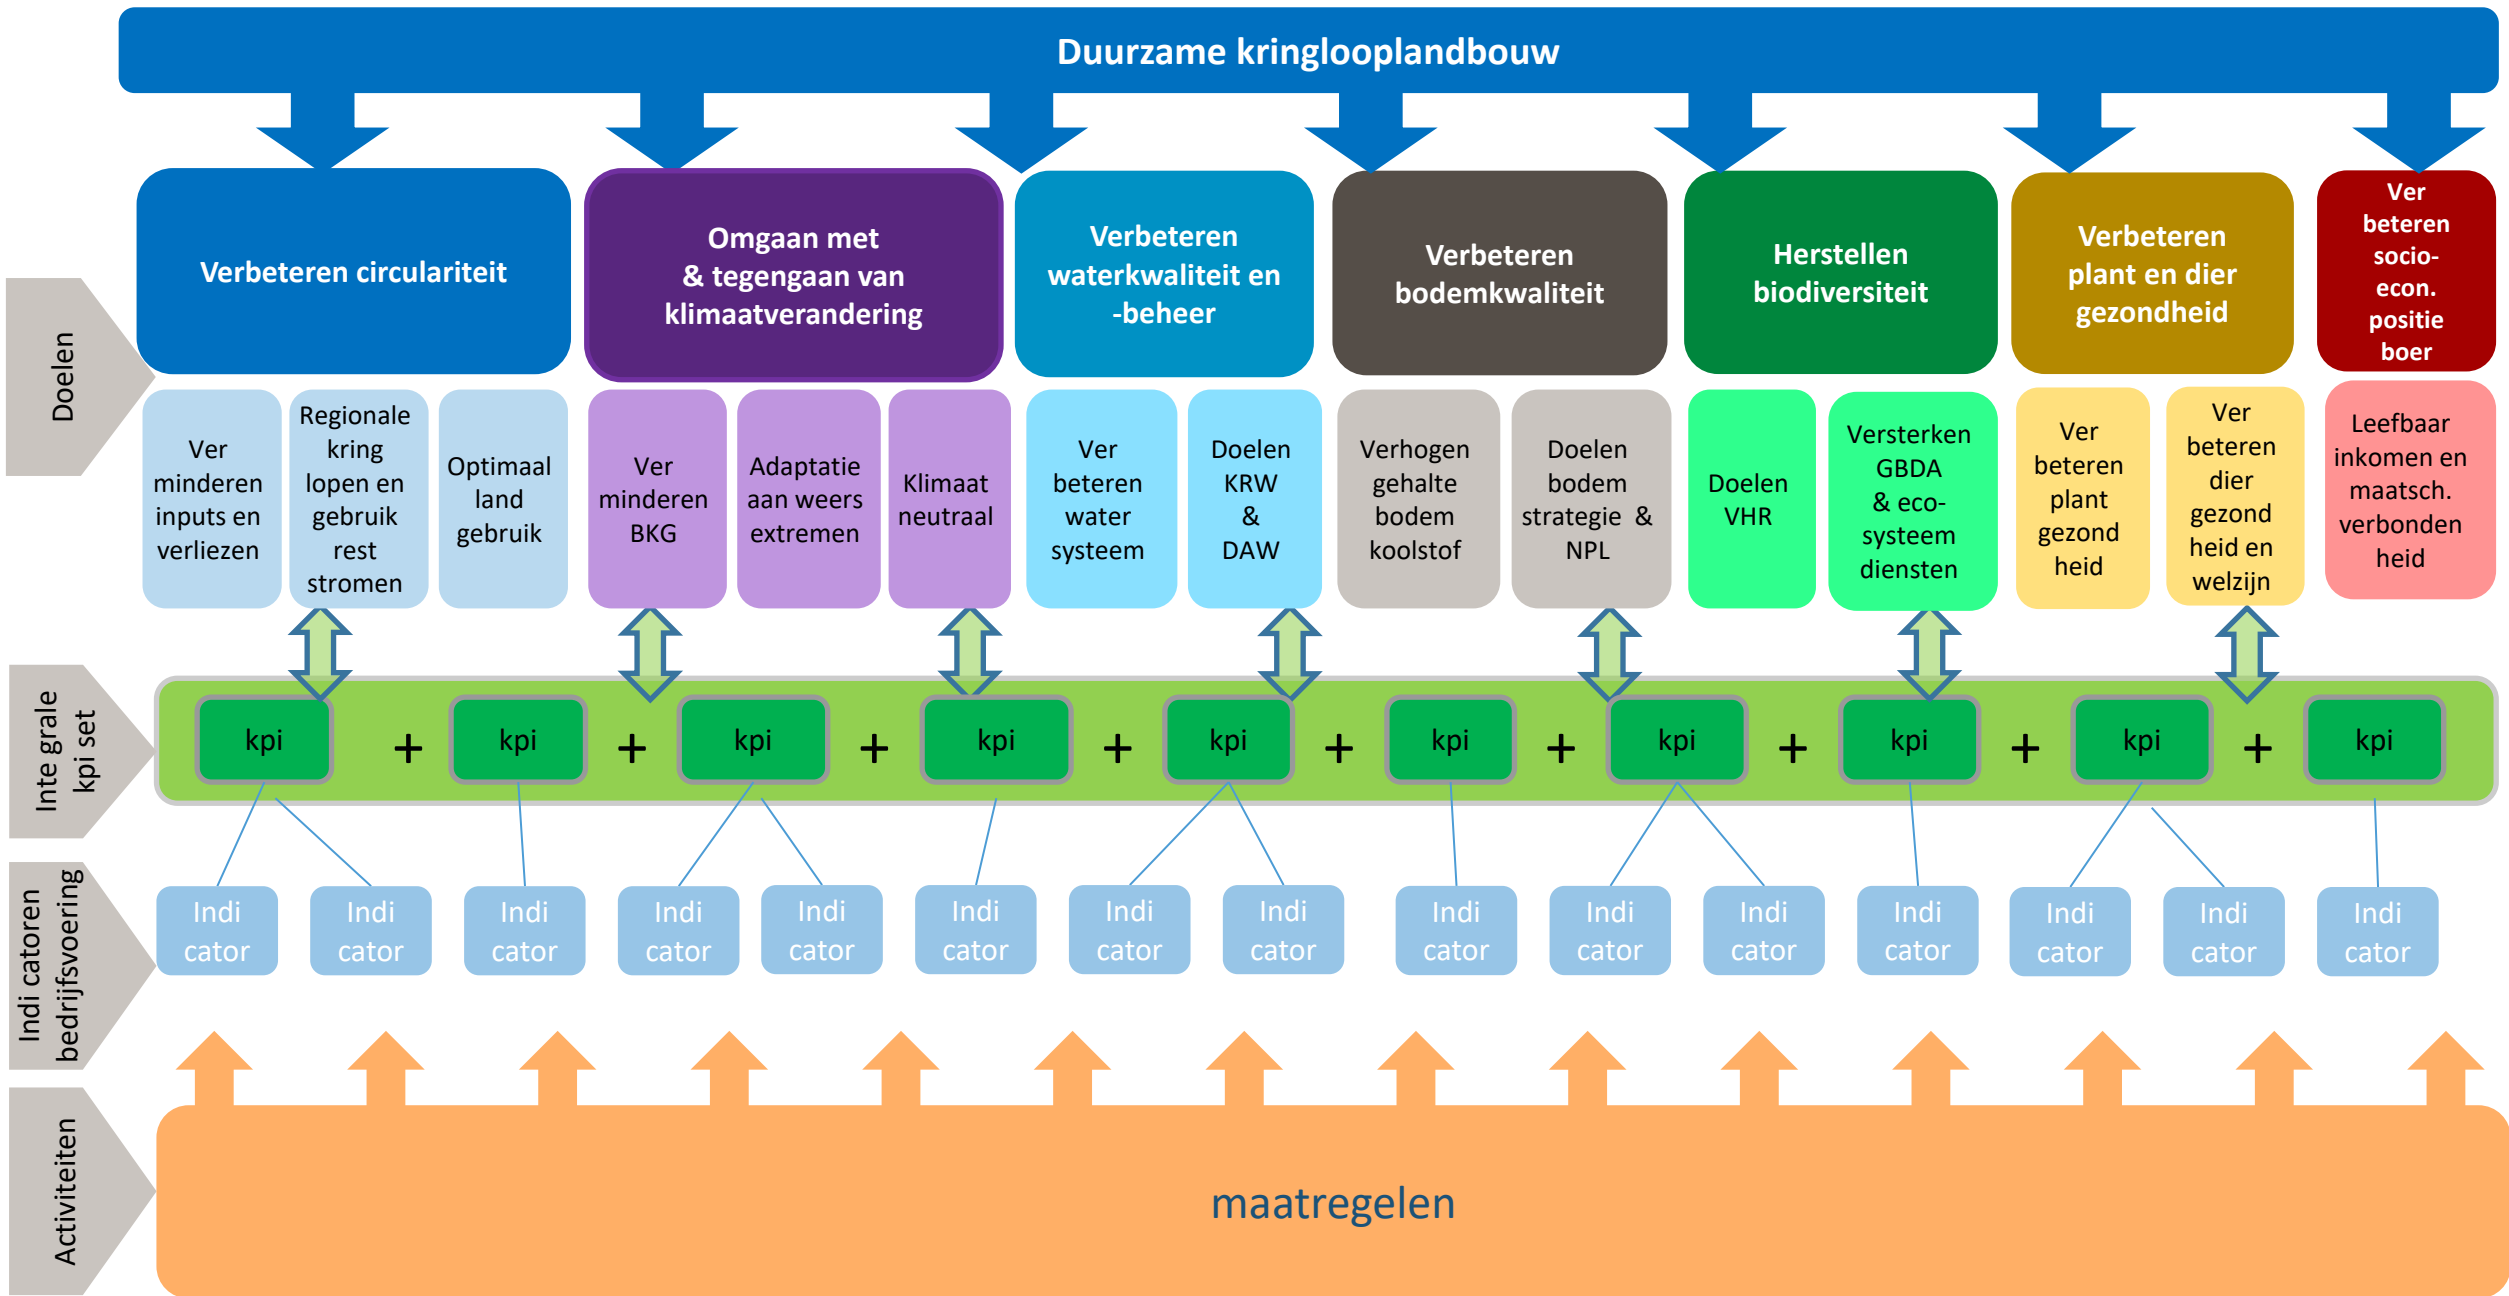 Duurzame kringlooplandbouw
Doelen
Verbeteren circulariteit
Omgaan met
& tegengaan van
klimaatverandering
Verbeteren
waterkwaliteit en
-beheer
Verbeteren
bodemkwaliteit
Herstellen
biodiversiteit
Verbeteren
plant en dier
gezondheid
Ver
beteren
socio-
econ.
positie
boer
Ver
minderen
inputs en
verliezen
Regionale
kring
lopen en
gebruik
rest
stromen
Optimaal
land
gebruik
Ver
minderen
BKG
Adaptatie
aan weers
extremen
Klimaat
neutraal
Ver
beteren
water
systeem
Doelen
KRW
&
DAW
Verhogen
gehalte
bodem
koolstof
Doelen
bodem
strategie &
NPL
Doelen
VHR
Versterken
GBDA
& eco-
systeem
diensten
Ver
beteren
plant
gezond
heid
Ver
beteren
dier
gezond
heid en
welzijn
Leefbaar
inkomen en
maatsch.
verbonden
heid
Inte grale
kpi set
kpi + kpi + kpi + kpi + kpi + kpi + kpi + kpi + kpi + kpi
Indi catoren
bedrijfsvoering
Indi
cator
Indi
cator
Indi
cator
Indi
cator
Indi
cator
Indi
cator
Indi
cator
Indi
cator
Indi
cator
Indi
cator
Indi
cator
Indi
cator
Indi
cator
Indi
cator
Indi
cator
Activiteiten
maatregelen